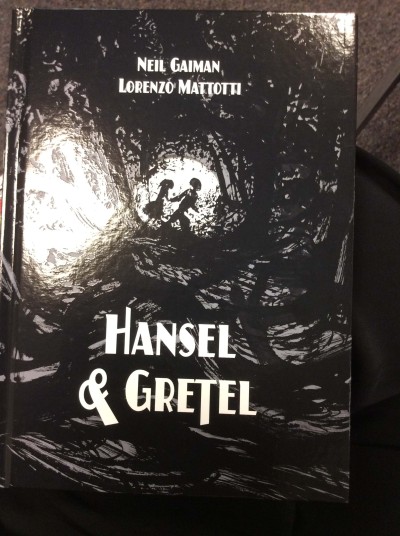 NEIL GAIMAN
LORENZO MATTOTTI
HANSEL
& GRETEL